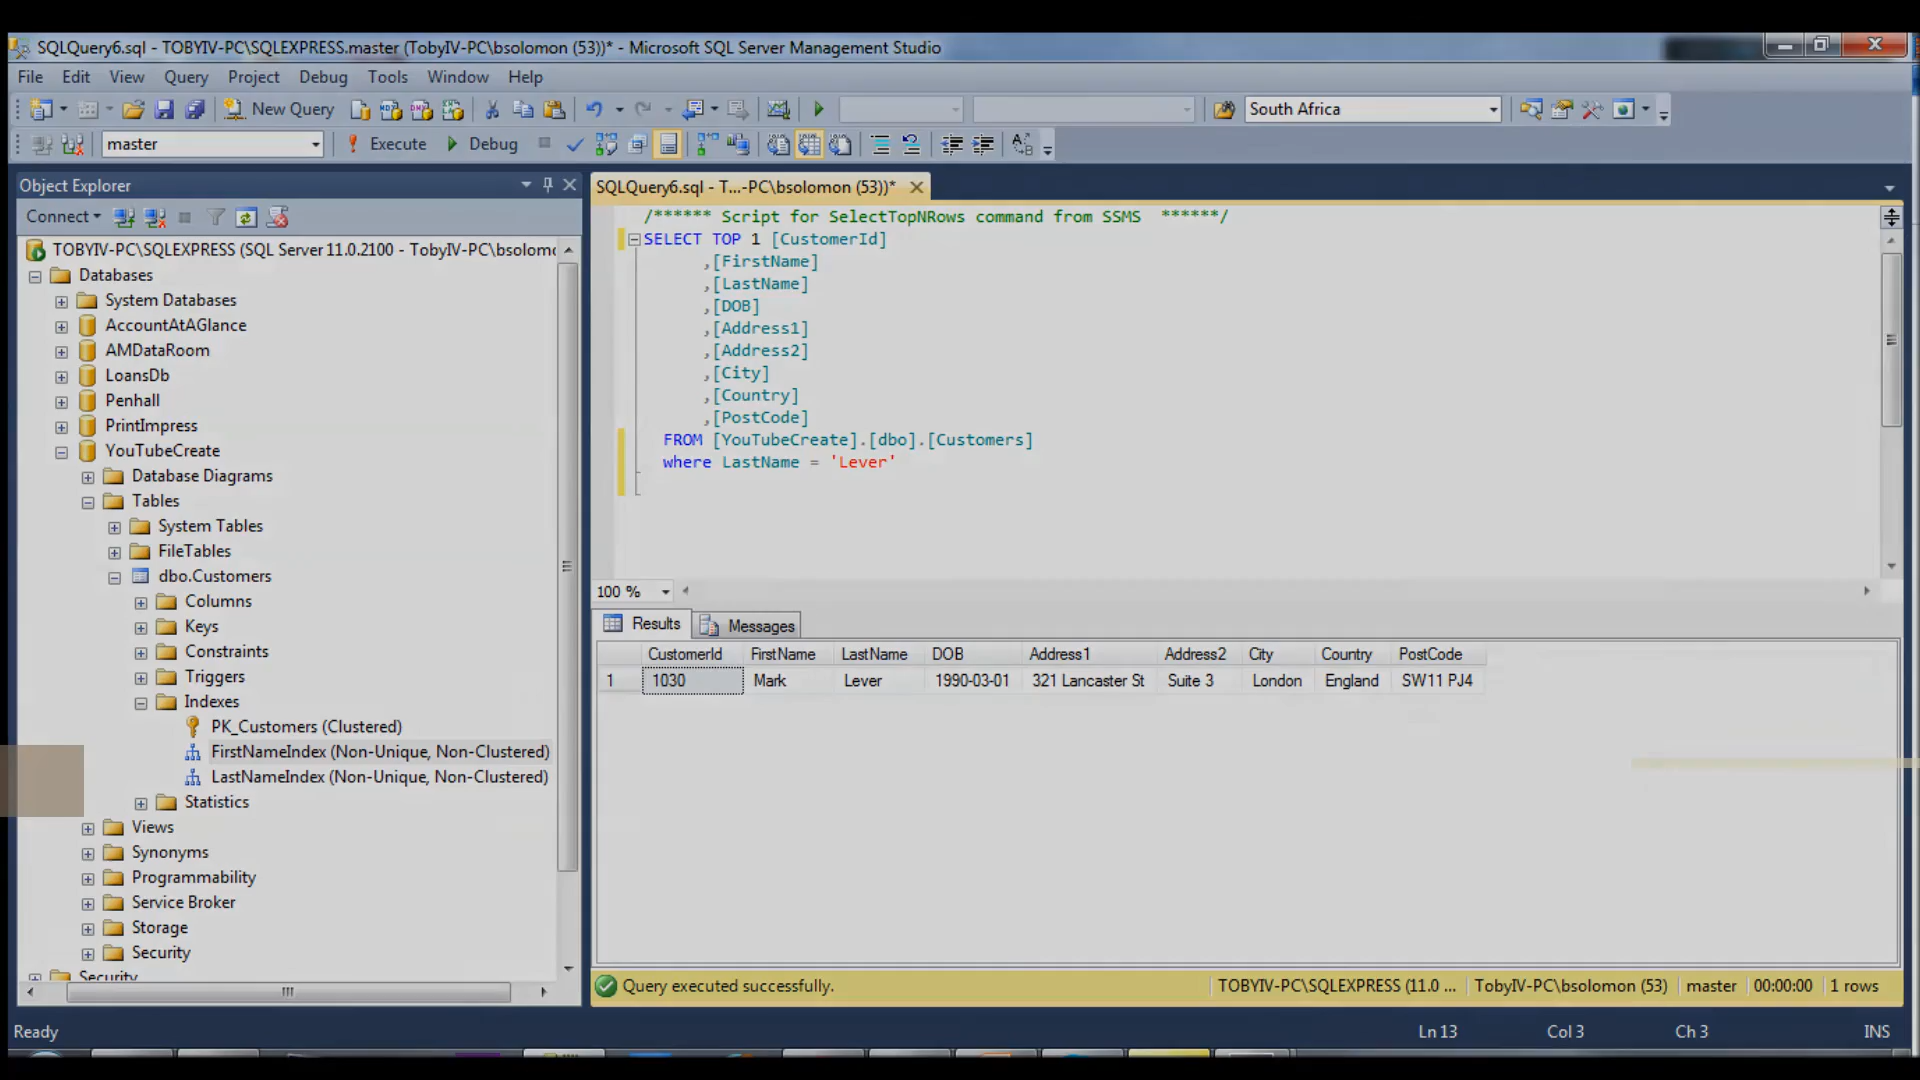 SQLQuery6.sql - TOBYIV-PC\SQLEXPRESS.master (TobyIV-PC\bsolomon (53))* - Microsoft SQL Server Management Studio
File Edit View Query Project Debug Tools Window Help
New Query South Africa
master Execute Debug
Object Explorer
Connect
TOBYIV-PC\SQLEXPRESS (SQL Server 11.0.2100 - TobyIV-PC\bsolomo
Databases
System Databases
AccountAtAGlance
AMDataRoom
LoansDb
Penhall
PrintImpress
YouTubeCreate
Database Diagrams
Tables
System Tables
FileTables
dbo.Customers
Columns
Keys
Constraints
Triggers
Indexes
PK_Customers (Clustered)
FirstNameIndex (Non-Unique, Non-Clustered)
LastNameIndex (Non-Unique, Non-Clustered)
Statistics
Views
Synonyms
Programmability
Service Broker
Storage
Security
Security
SQLQuery6.sql - T...-PC\bsolomon (53))*
/****** Script for SelectTopNRows command from SSMS ******/
SELECT TOP 1 [CustomerId]
,[FirstName]
,[LastName]
,[DOB]
,[Address1]
,[Address2]
,[City]
,[Country]
,[PostCode]
FROM [YouTubeCreate].[dbo].[Customers]
where LastName = 'Lever'
100 %
Results Messages
CustomerId FirstName LastName DOB Address1 Address2 City Country PostCode
1 1030 Mark Lever 1990-03-01 321 Lancaster St Suite 3 London England SW11 PJ4
Query executed successfully. TOBYIV-PC\SQLEXPRESS (11.0 ... TobyIV-PC\bsolomon (53) master 00:00:00 1 rows
Ready Ln 13 Col 3 Ch 3 INS